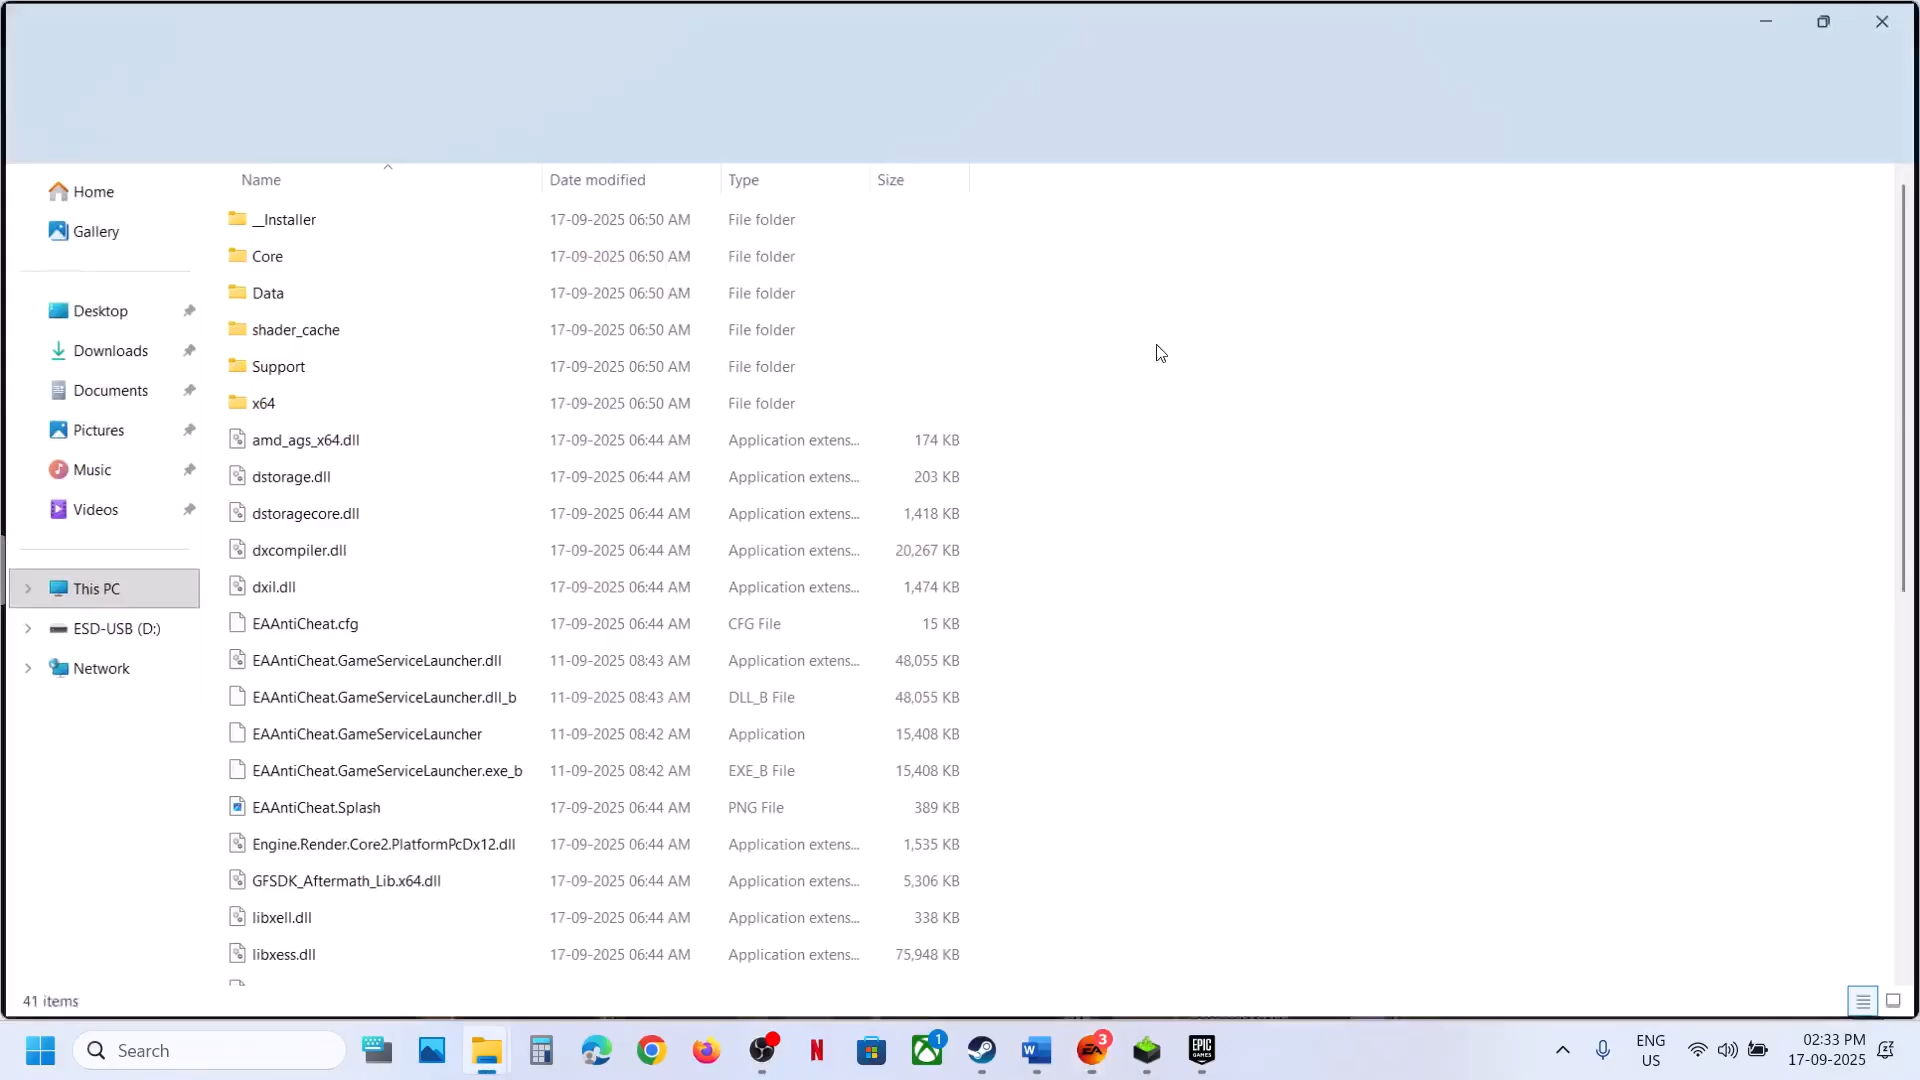 Name Date modified Type Size
Home
Gallery
Desktop
Downloads
Documents
Pictures
Music
Videos
This PC
ESD-USB (D:)
Network
__Installer 17-09-2025 06:50 AM File folder
Core 17-09-2025 06:50 AM File folder
Data 17-09-2025 06:50 AM File folder
shader_cache 17-09-2025 06:50 AM File folder
Support 17-09-2025 06:50 AM File folder
x64 17-09-2025 06:50 AM File folder
amd_ags_x64.dll 17-09-2025 06:44 AM Application extens... 174 KB
dstorage.dll 17-09-2025 06:44 AM Application extens... 203 KB
dstoragecore.dll 17-09-2025 06:44 AM Application extens... 1,418 KB
dxcompiler.dll 17-09-2025 06:44 AM Application extens... 20,267 KB
dxil.dll 17-09-2025 06:44 AM Application extens... 1,474 KB
EAAntiCheat.cfg 17-09-2025 06:44 AM CFG File 15 KB
EAAntiCheat.GameServiceLauncher.dll 11-09-2025 08:43 AM Application extens... 48,055 KB
EAAntiCheat.GameServiceLauncher.dll_b 11-09-2025 08:43 AM DLL_B File 48,055 KB
EAAntiCheat.GameServiceLauncher 11-09-2025 08:42 AM Application 15,408 KB
EAAntiCheat.GameServiceLauncher.exe_b 11-09-2025 08:42 AM EXE_B File 15,408 KB
EAAntiCheat.Splash 17-09-2025 06:44 AM PNG File 389 KB
Engine.Render.Core2.PlatformPcDx12.dll 17-09-2025 06:44 AM Application extens... 1,535 KB
GFSDK_Aftermath_Lib.x64.dll 17-09-2025 06:44 AM Application extens... 5,306 KB
libxell.dll 17-09-2025 06:44 AM Application extens... 338 KB
libxess.dll 17-09-2025 06:44 AM Application extens... 75,948 KB
41 items
Search
N
1
W
EA
3
EPIC
GAMES
ENG
US
02:33 PM
17-09-2025